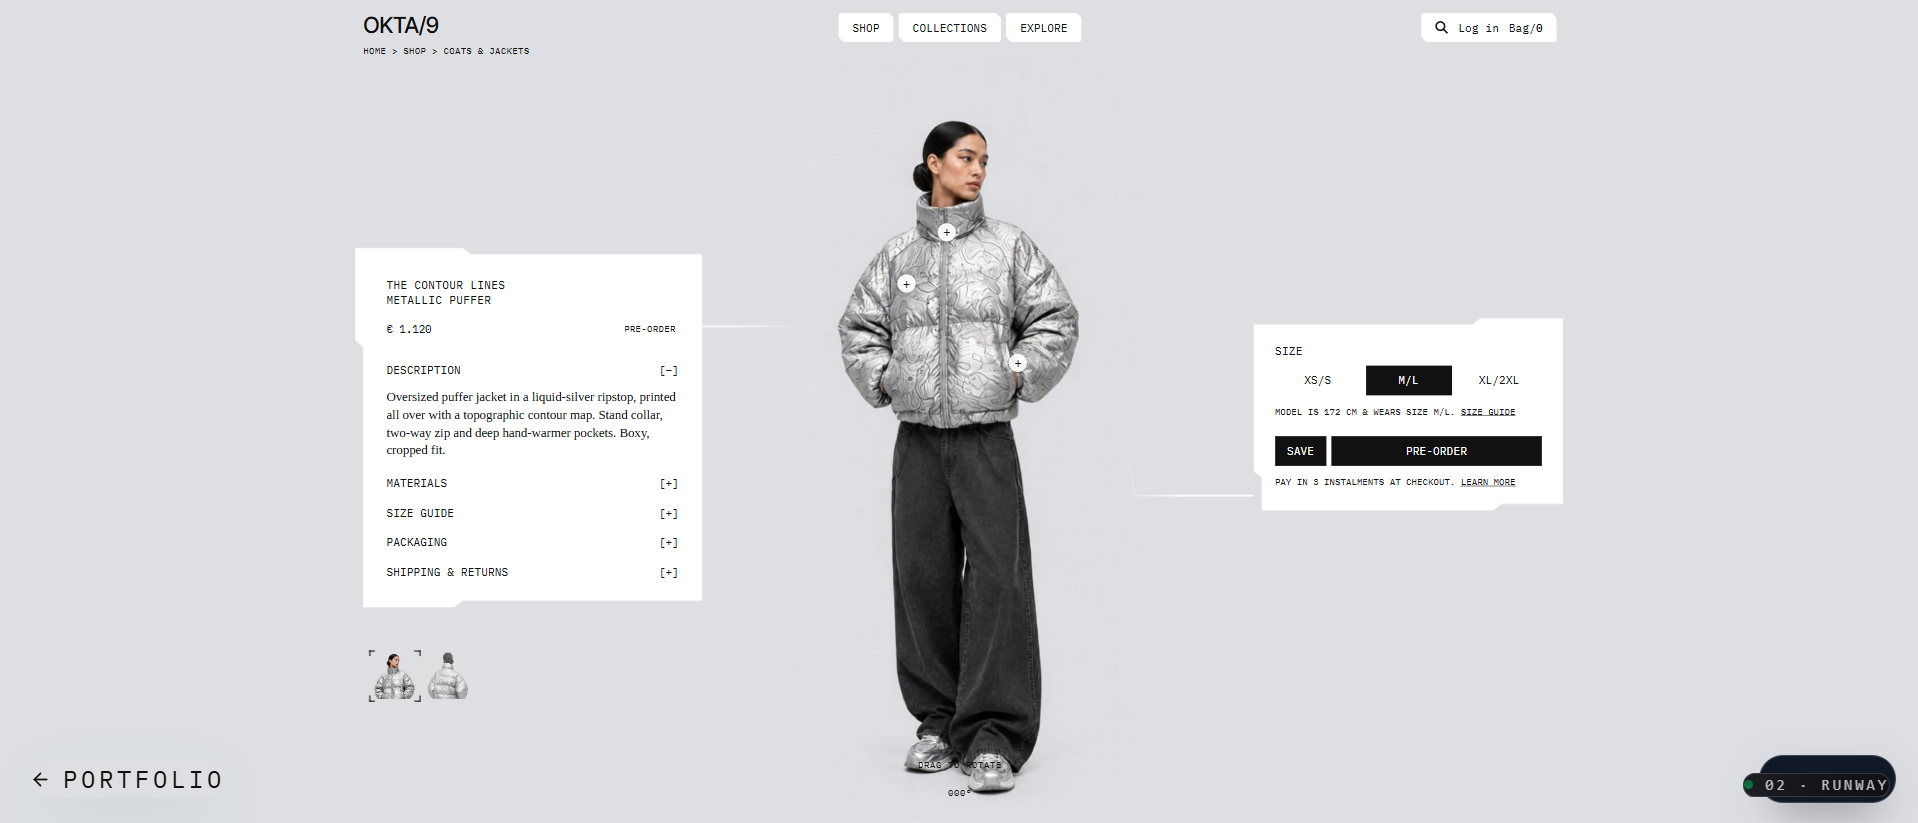 OKTA/9
HOME > SHOP > COATS & JACKETS
SHOP
COLLECTIONS
EXPLORE
Log in Bag/0
THE CONTOUR LINES
METALLIC PUFFER
€ 1.120
PRE-ORDER
DESCRIPTION [−]
Oversized puffer jacket in a liquid-silver ripstop, printed
all over with a topographic contour map. Stand collar,
two-way zip and deep hand-warmer pockets. Boxy,
cropped fit.
MATERIALS [+]
SIZE GUIDE [+]
PACKAGING [+]
SHIPPING & RETURNS [+]
+
+
+
SIZE
XS/S M/L XL/2XL
MODEL IS 172 CM & WEARS SIZE M/L. SIZE GUIDE
SAVE PRE-ORDER
PAY IN 3 INSTALMENTS AT CHECKOUT. LEARN MORE
DRAG TO ROTATE
000°
← PORTFOLIO
02 · RUNWAY